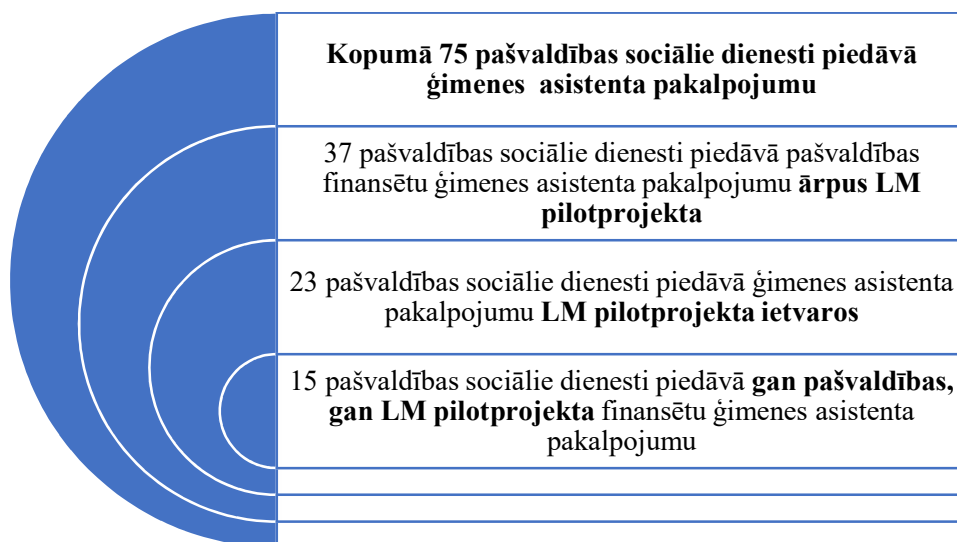 Kopumā 75 pašvaldības sociālie dienesti piedāvā
ģimenes asistenta pakalpojumu
37 pašvaldības sociālie dienesti piedāvā pašvaldības
finansētu ģimenes asistenta pakalpojumu ārpus LM
pilotprojekta
23 pašvaldības sociālie dienesti piedāvā ģimenes asistenta
pakalpojumu LM pilotprojekta ietvaros
15 pašvaldības sociālie dienesti piedāvā gan pašvaldības,
gan LM pilotprojekta finansētu ģimenes asistenta
pakalpojumu